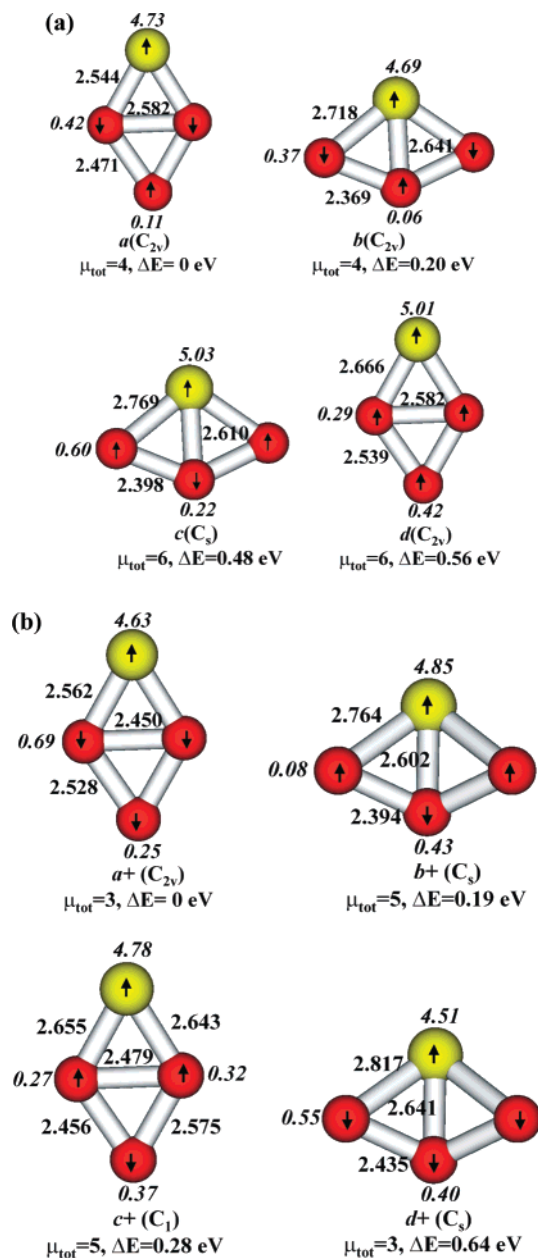 (a)
4.73
2.544
2.582
0.42
2.471
0.11
a(C2v)
μtot=4, ΔE= 0 eV
4.69
2.718
0.37
2.641
2.369
0.06
b(C2v)
μtot=4, ΔE=0.20 eV
5.03
2.769
2.610
0.60
2.398
0.22
c(Cs)
μtot=6, ΔE=0.48 eV
5.01
2.666
2.582
0.29
2.539
0.42
d(C2v)
μtot=6, ΔE=0.56 eV
(b)
4.63
2.562
2.450
0.69
2.528
0.25
a+ (C2v)
μtot=3, ΔE=0 eV
4.85
2.764
2.602
0.08
2.394
0.43
b+ (Cs)
μtot=5, ΔE=0.19 eV
4.78
2.655
2.643
2.479
0.27
0.32
2.456
2.575
0.37
c+ (C1)
μtot=5, ΔE=0.28 eV
4.51
2.817
2.641
0.55
2.435
0.40
d+ (Cs)
μtot=3, ΔE=0.64 eV